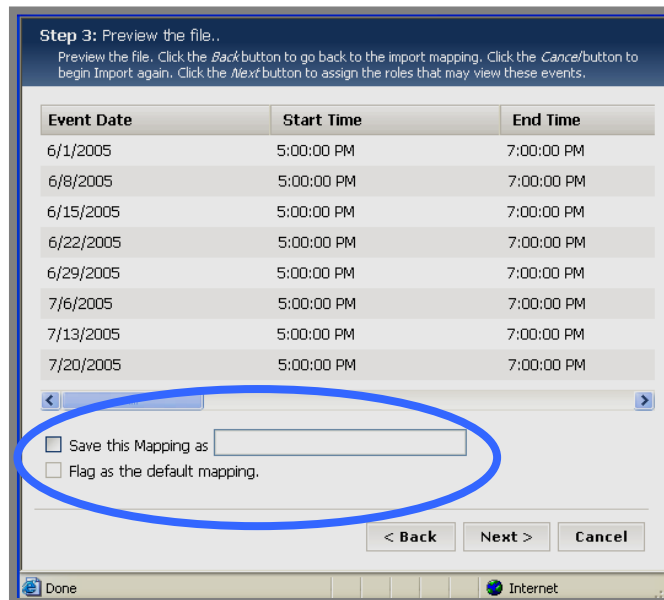 Step 3: Preview the file..
Preview the file. Click the Back button to go back to the import mapping. Click the Cancel button to
begin Import again. Click the Next button to assign the roles that may view these events.
Event Date Start Time End Time
6/1/2005 5:00:00 PM 7:00:00 PM
6/8/2005 5:00:00 PM 7:00:00 PM
6/15/2005 5:00:00 PM 7:00:00 PM
6/22/2005 5:00:00 PM 7:00:00 PM
6/29/2005 5:00:00 PM 7:00:00 PM
7/6/2005 5:00:00 PM 7:00:00 PM
7/13/2005 5:00:00 PM 7:00:00 PM
7/20/2005 5:00:00 PM 7:00:00 PM
Save this Mapping as
Flag as the default mapping.
< Back Next > Cancel
Done Internet